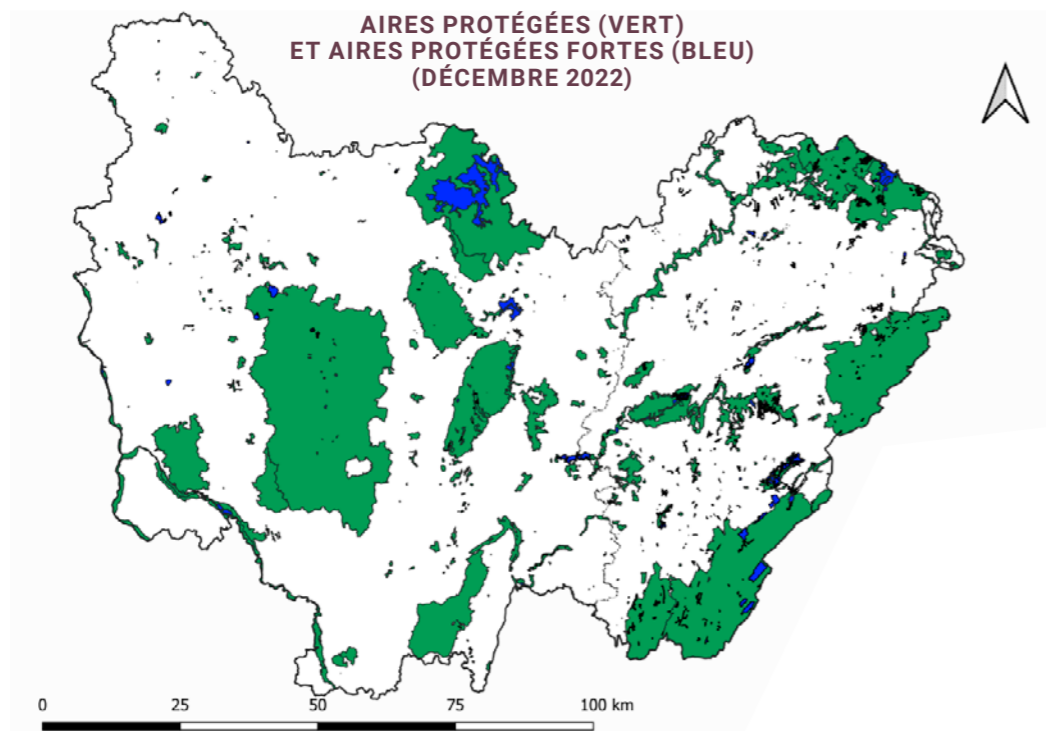 AIRES PROTÉGÉES (VERT)
ET AIRES PROTÉGÉES FORTES (BLEU)
(DÉCEMBRE 2022)
0 25 50 75 100 km